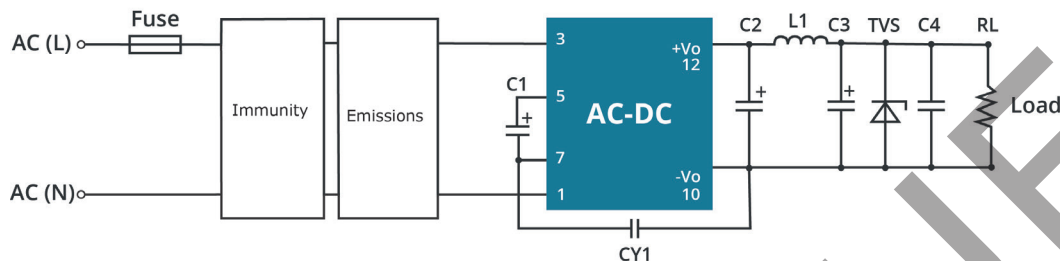 Fuse
AC (L)
Immunity
Emissions
3
C1
5
+
AC-DC
7
1
+Vo
12
-Vo
10
C2
+
L1
C3
+
TVS
C4
RL
Load
AC (N)
CY1